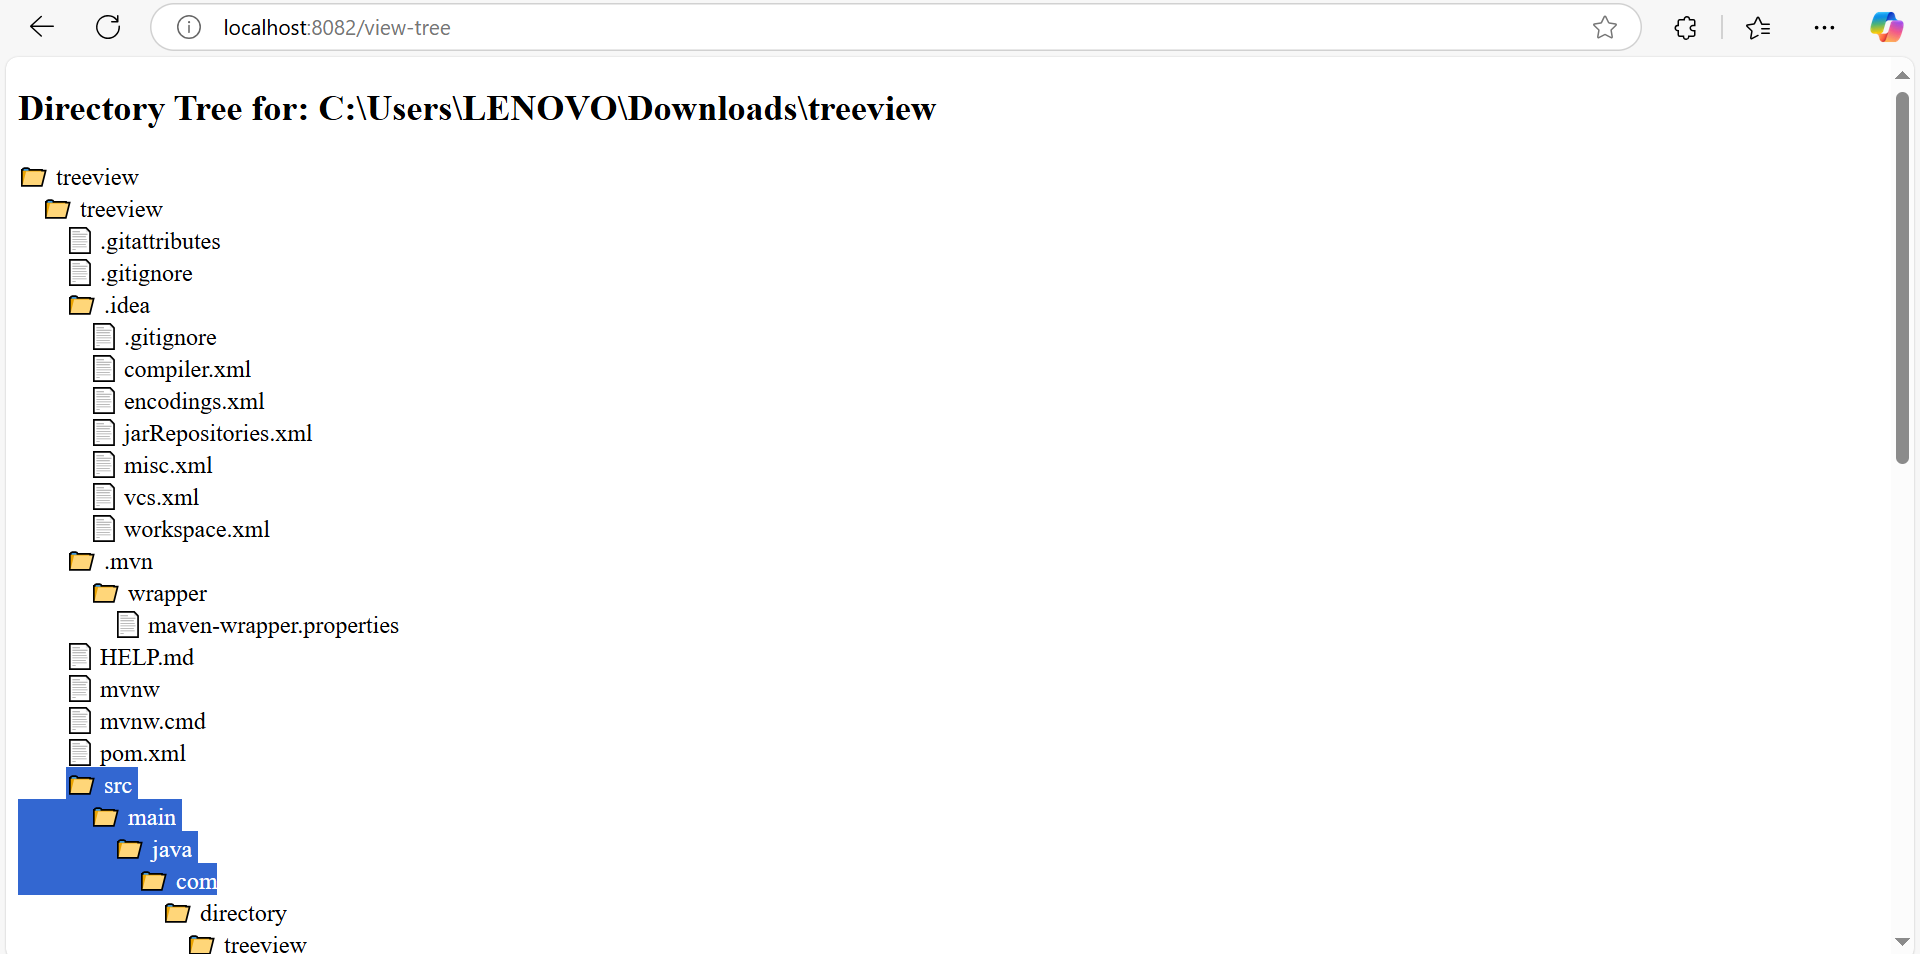 localhost:8082/view-tree
Directory Tree for: C:\Users\LENOVO\Downloads\treeview
treeview
treeview
.gitattributes
.gitignore
.idea
.gitignore
compiler.xml
encodings.xml
jarRepositories.xml
misc.xml
vcs.xml
workspace.xml
.mvn
wrapper
maven-wrapper.properties
HELP.md
mvnw
mvnw.cmd
pom.xml
src
main
java
com
directory
treeview